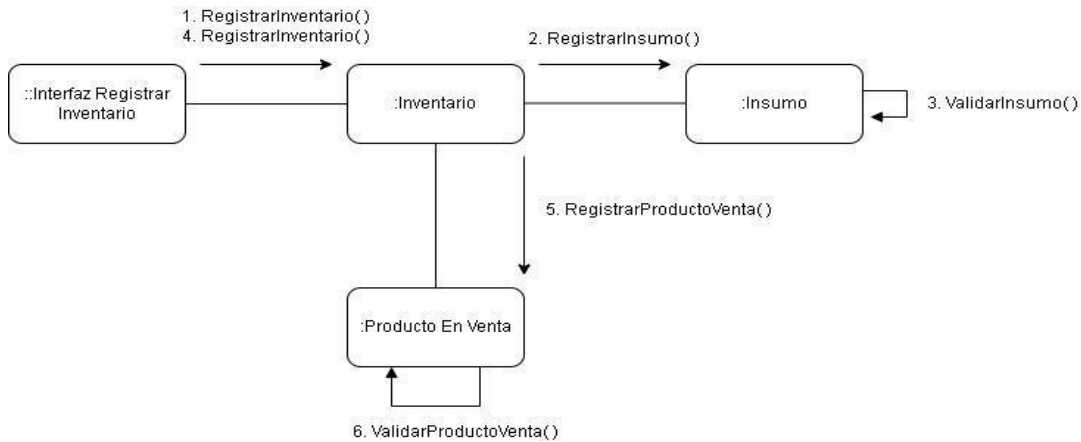 1. RegistrarInventario()
4. RegistrarInventario()
2. RegistrarInsumo()
::Interfaz Registrar
Inventario
:Inventario
:Insumo
3. ValidarInsumo()
5. RegistrarProductoVenta()
:Producto En Venta
6. ValidarProductoVenta()